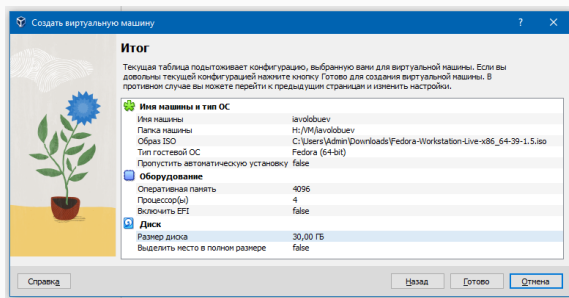 Создать виртуальную машину
Итог
Текущая таблица подытоживает конфигурацию, выбранную вами для виртуальной машины. Если вы
довольны текущей конфигурацией нажмите кнопку Готово для создания виртуальной машины. В
противном случае вы можете перейти к предыдущим страницам и изменить настройки.
Имя машины и тип ОС
Имя машины iavolobuev
Папка машины H:/VM/iavolobuev
Образ ISO C:\Users\Admin\Downloads\Fedora-Workstation-Live-x86_64-39-1.5.iso
Тип гостевой ОС Fedora (64-bit)
Пропустить автоматическую установку false
Оборудование
Оперативная память 4096
Процессор(ы) 4
Включить EFI false
Диск
Размер диска 30,00 ГБ
Выделить место в полном размере false
Справка Назад Готово Отмена